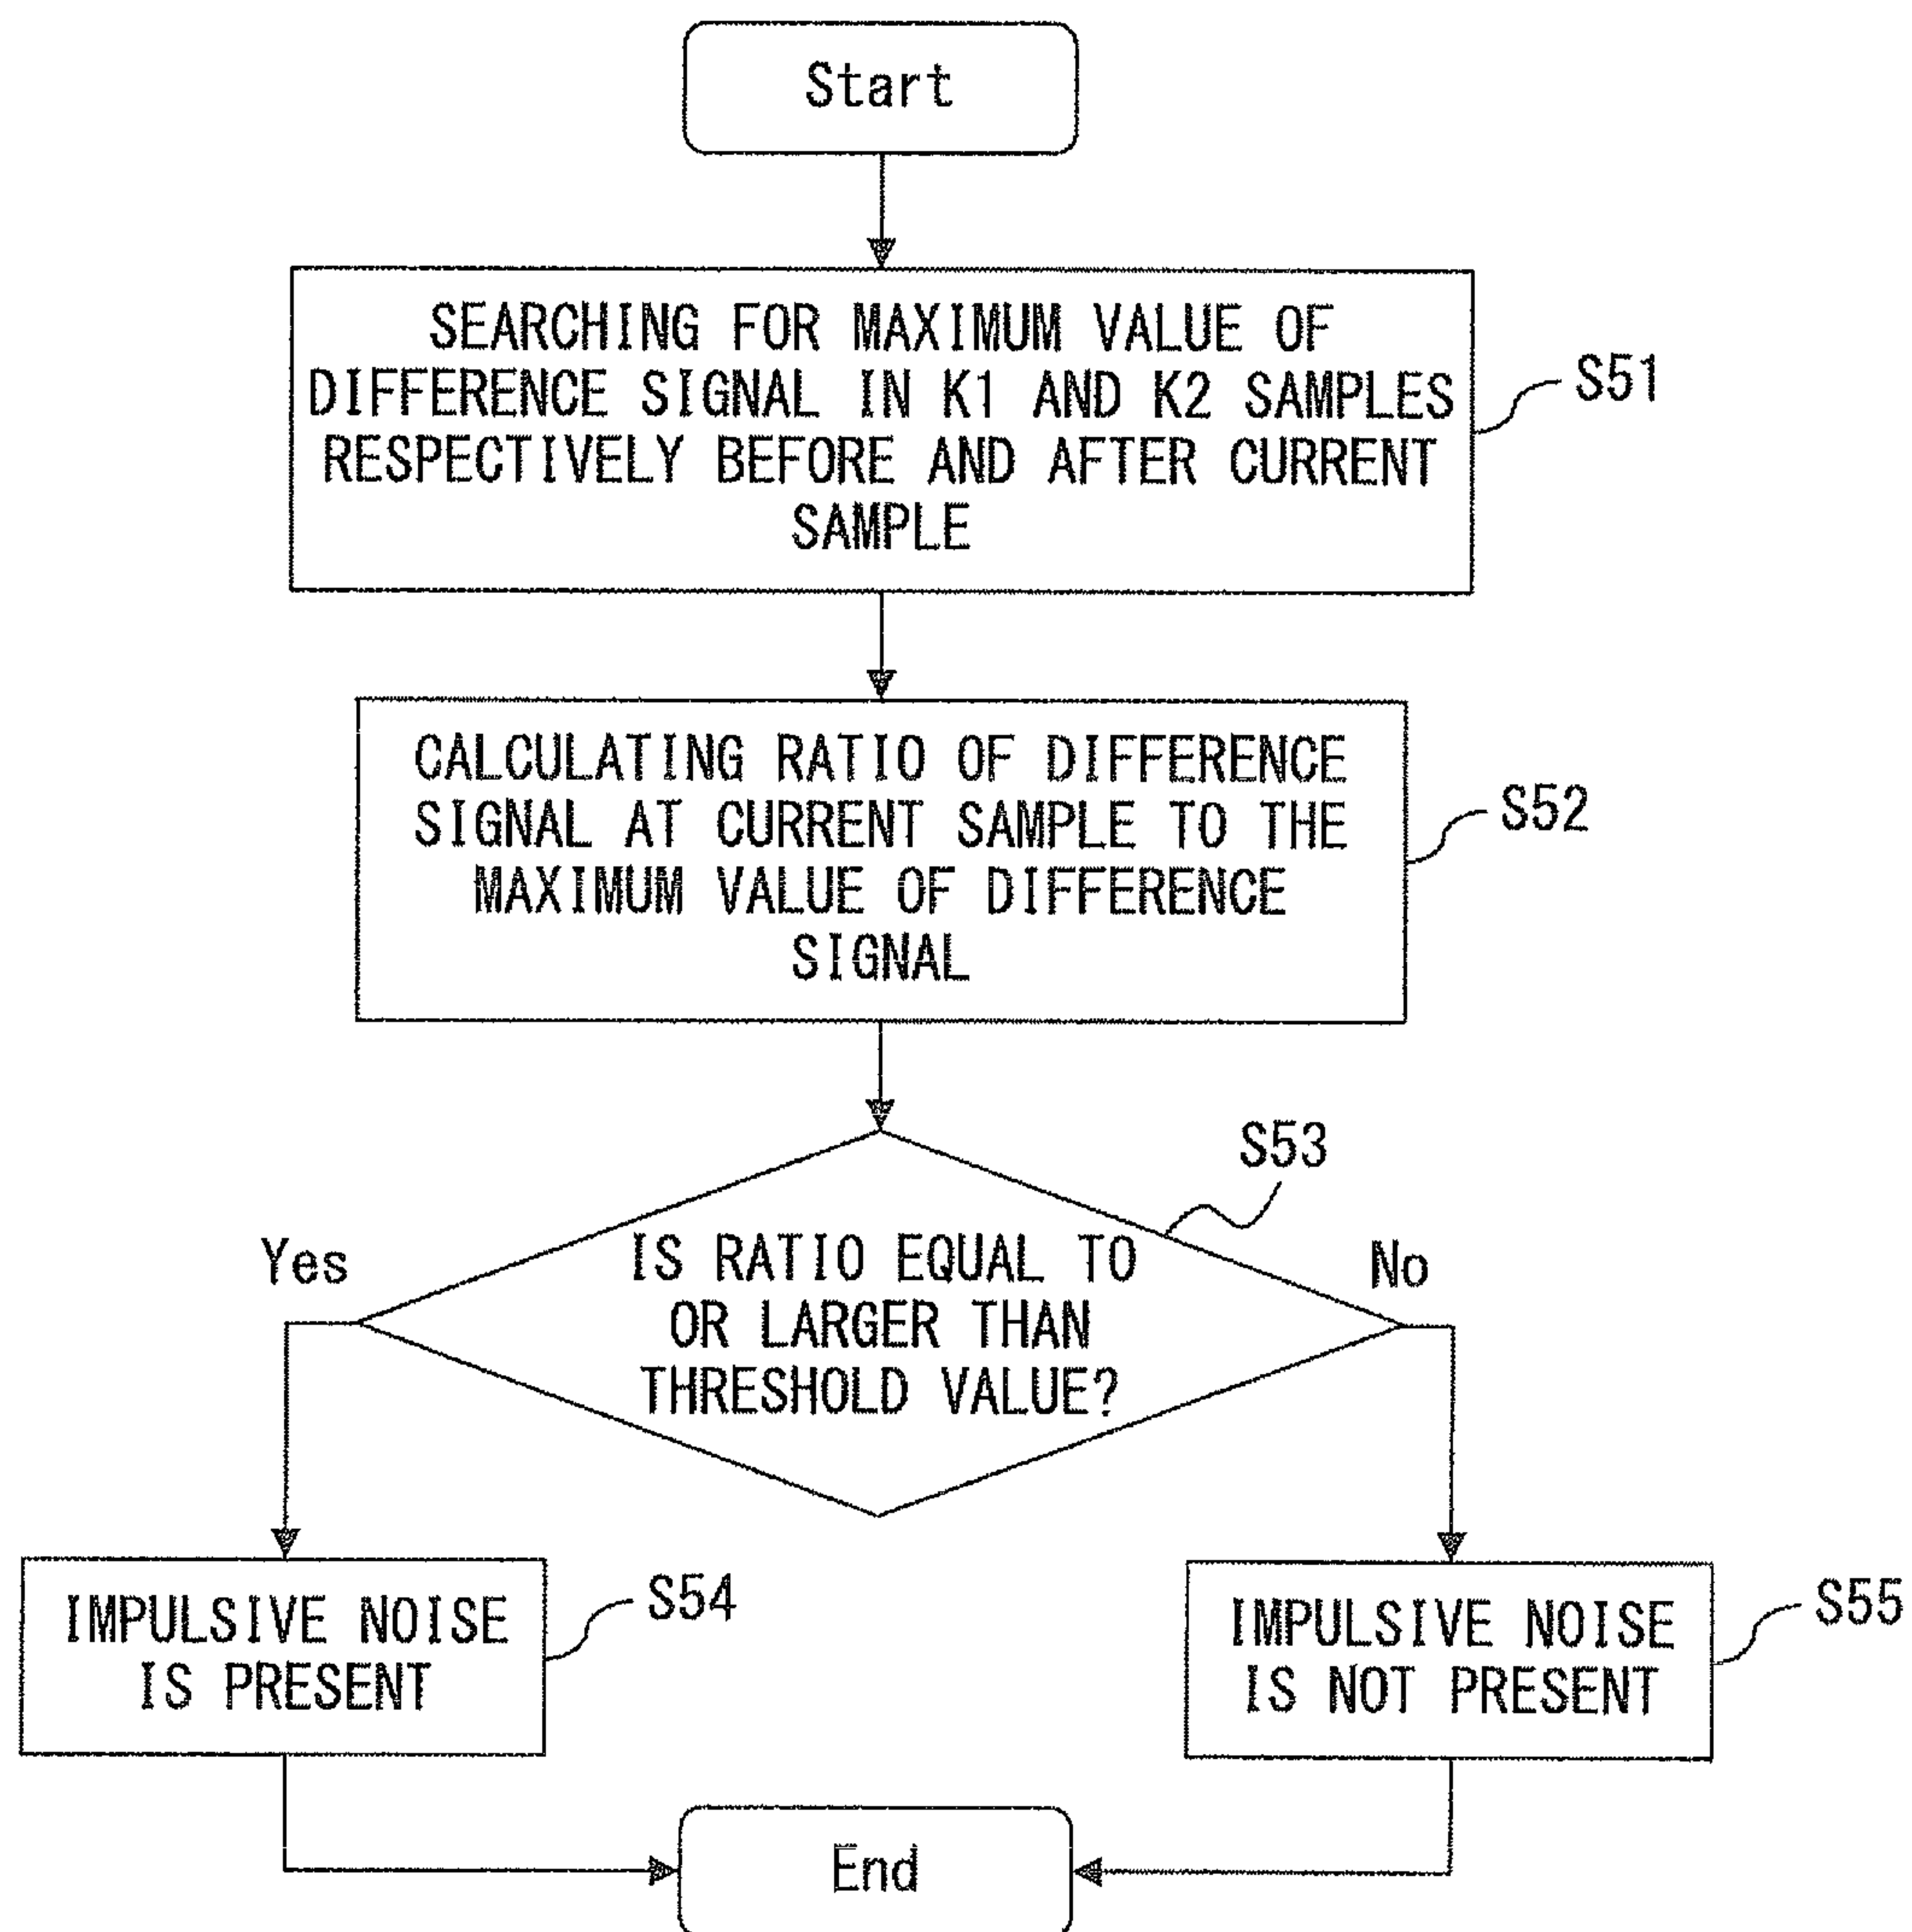 Start
SEARCHING FOR MAXIMUM VALUE OF
DIFFERENCE SIGNAL IN K1 AND K2 SAMPLES
RESPECTIVELY BEFORE AND AFTER CURRENT
SAMPLE
S51
CALCULATING RATIO OF DIFFERENCE
SIGNAL AT CURRENT SAMPLE TO THE
MAXIMUM VALUE OF DIFFERENCE
SIGNAL
S52
S53
Yes
IS RATIO EQUAL TO
OR LARGER THAN
THRESHOLD VALUE?
No
IMPULSIVE NOISE
IS PRESENT
S54
IMPULSIVE NOISE
IS NOT PRESENT
S55
End